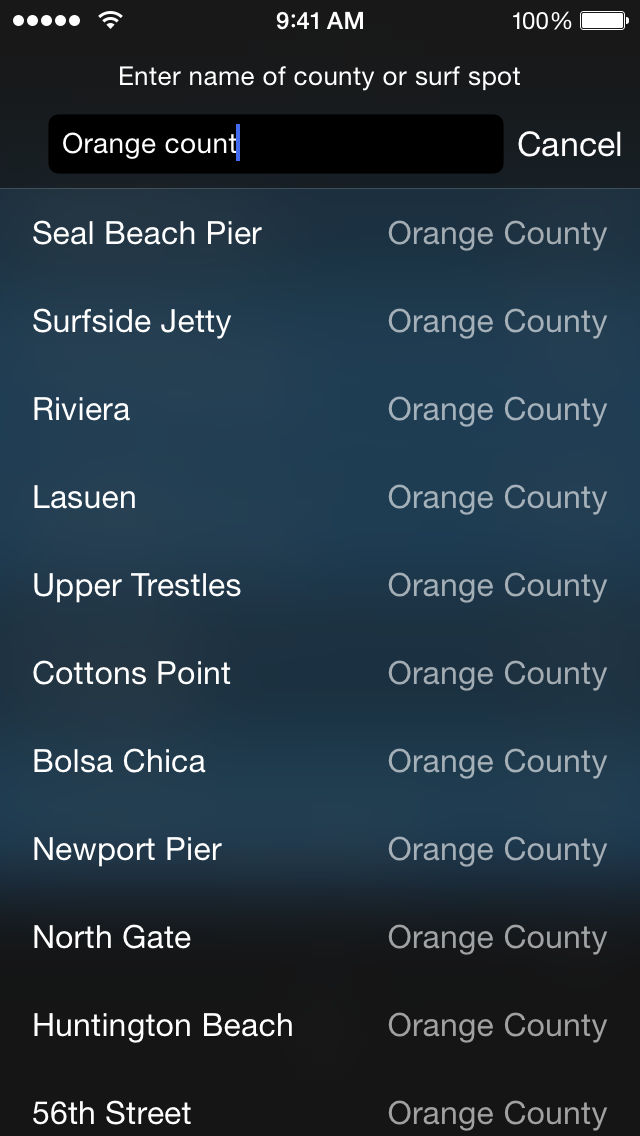 9:41 AM 100%
Enter name of county or surf spot
Orange count Cancel
Seal Beach Pier Orange County
Surfside Jetty Orange County
Riviera Orange County
Lasuen Orange County
Upper Trestles Orange County
Cottons Point Orange County
Bolsa Chica Orange County
Newport Pier Orange County
North Gate Orange County
Huntington Beach Orange County
56th Street Orange County